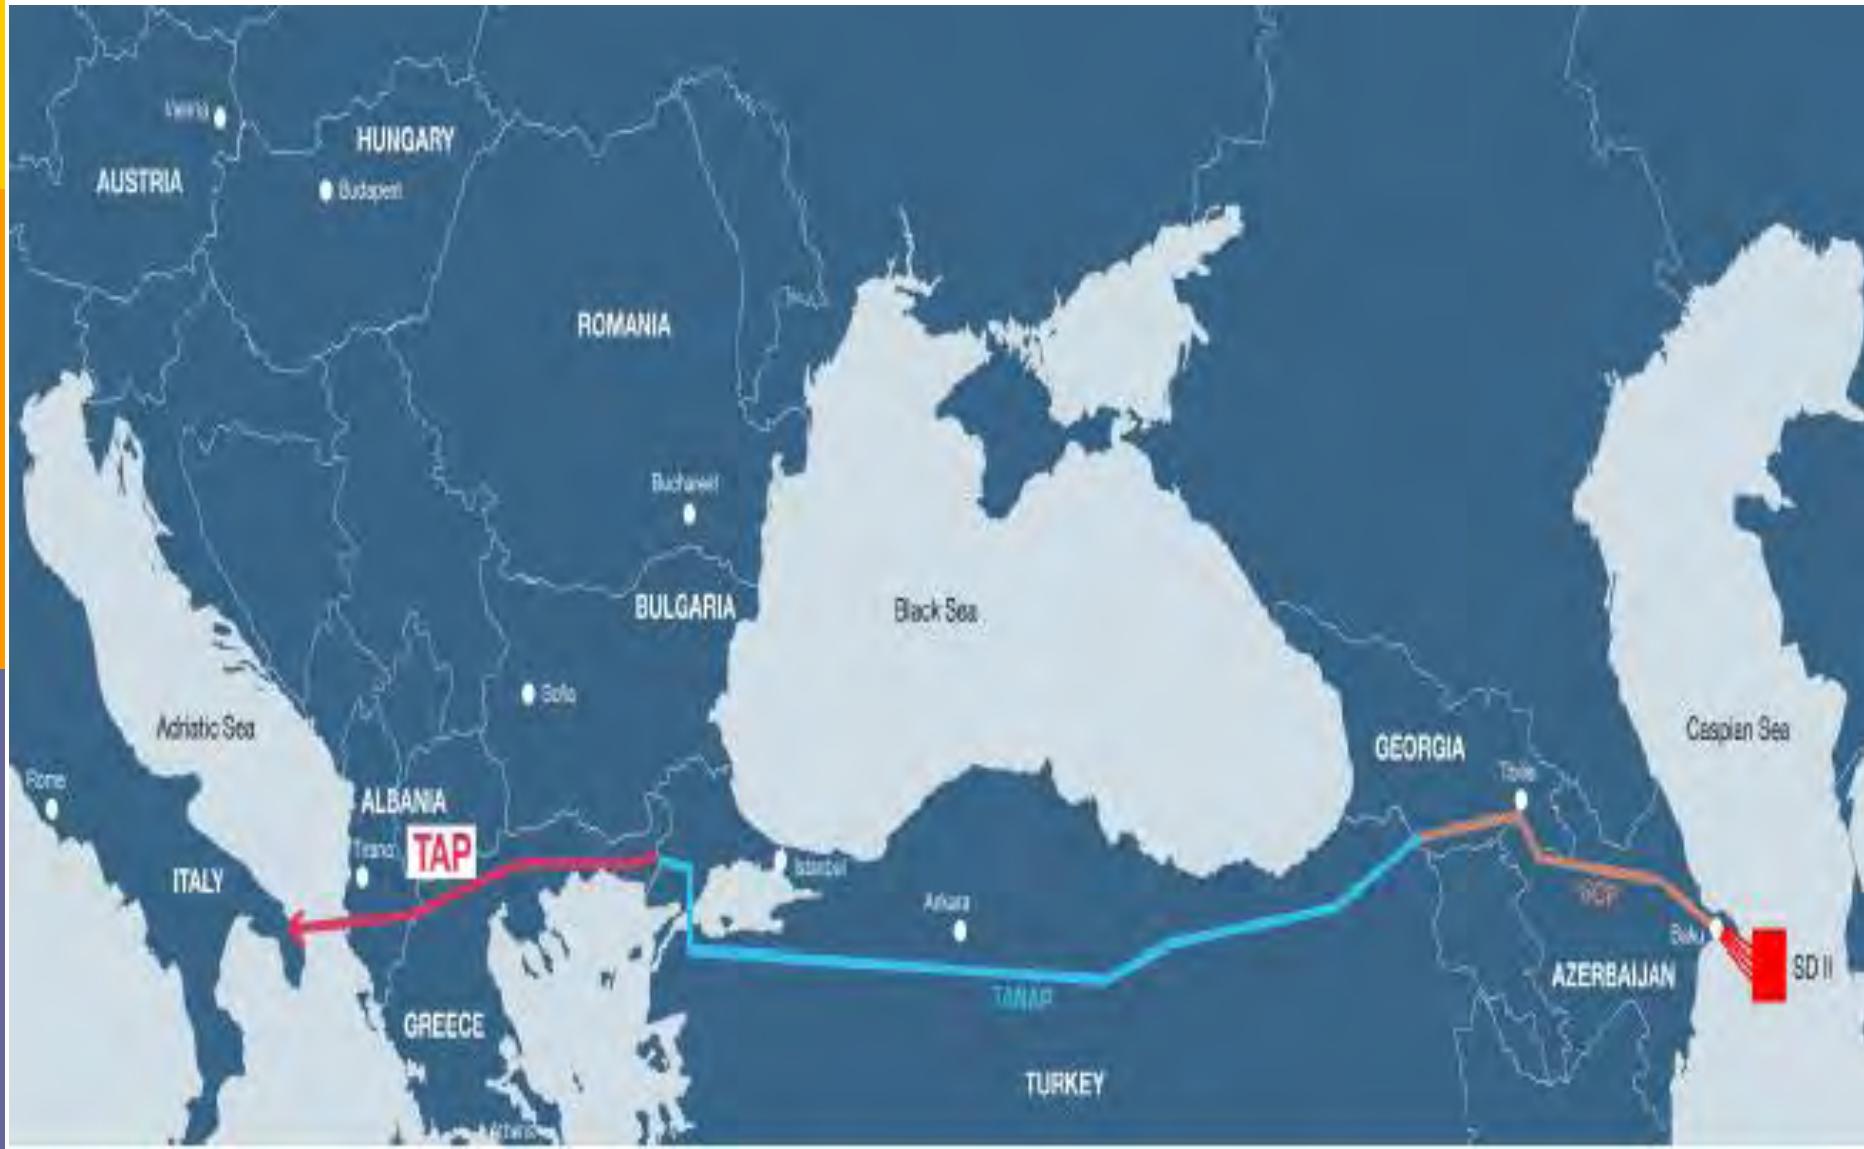 Vienna
HUNGARY
AUSTRIA
Budapest
ROMANIA
Bucharest
BULGARIA
Black Sea
Sofia
Adriatic Sea
Caspian Sea
GEORGIA
Rome
Tbilisi
ALBANIA
TAP
Tirana
ITALY
Istanbul
Ankara
Baku
SD II
AZERBAIJAN
TANAP
GREECE
TURKEY
Athens